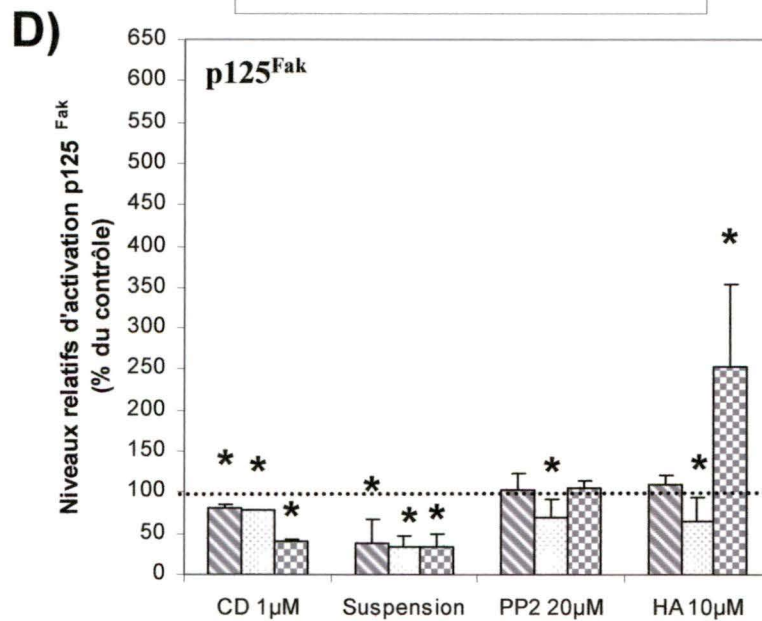 D)
p125Fak
Niveaux relatifs d'activation p125 Fak
(% du contrôle)
650
600
550
500
450
400
350
300
250
200
150
100
50
0
* * * * * * * * *
CD 1µM Suspension PP2 20µM HA 10µM